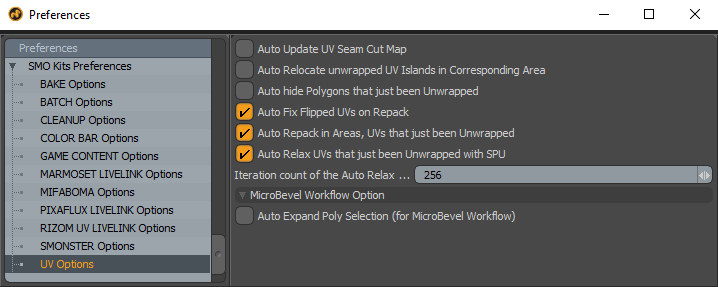 Preferences
Preferences
SMO Kits Preferences
BAKE Options
BATCH Options
CLEANUP Options
COLOR BAR Options
GAME CONTENT Options
MARMOSET LIVELINK Options
MIFABOMA Options
PIXAFLUX LIVELINK Options
RIZOM UV LIVELINK Options
SMONSTER Options
UV Options
Auto Update UV Seam Cut Map
Auto Relocate unwrapped UV Islands in Corresponding Area
Auto hide Polygons that just been Unwrapped
Auto Fix Flipped UVs on Repack
Auto Repack in Areas, UVs that just been Unwrapped
Auto Relax UVs that just been Unwrapped with SPU
Iteration count of the Auto Relax ... 256
MicroBevel Workflow Option
Auto Expand Poly Selection (for MicroBevel Workflow)